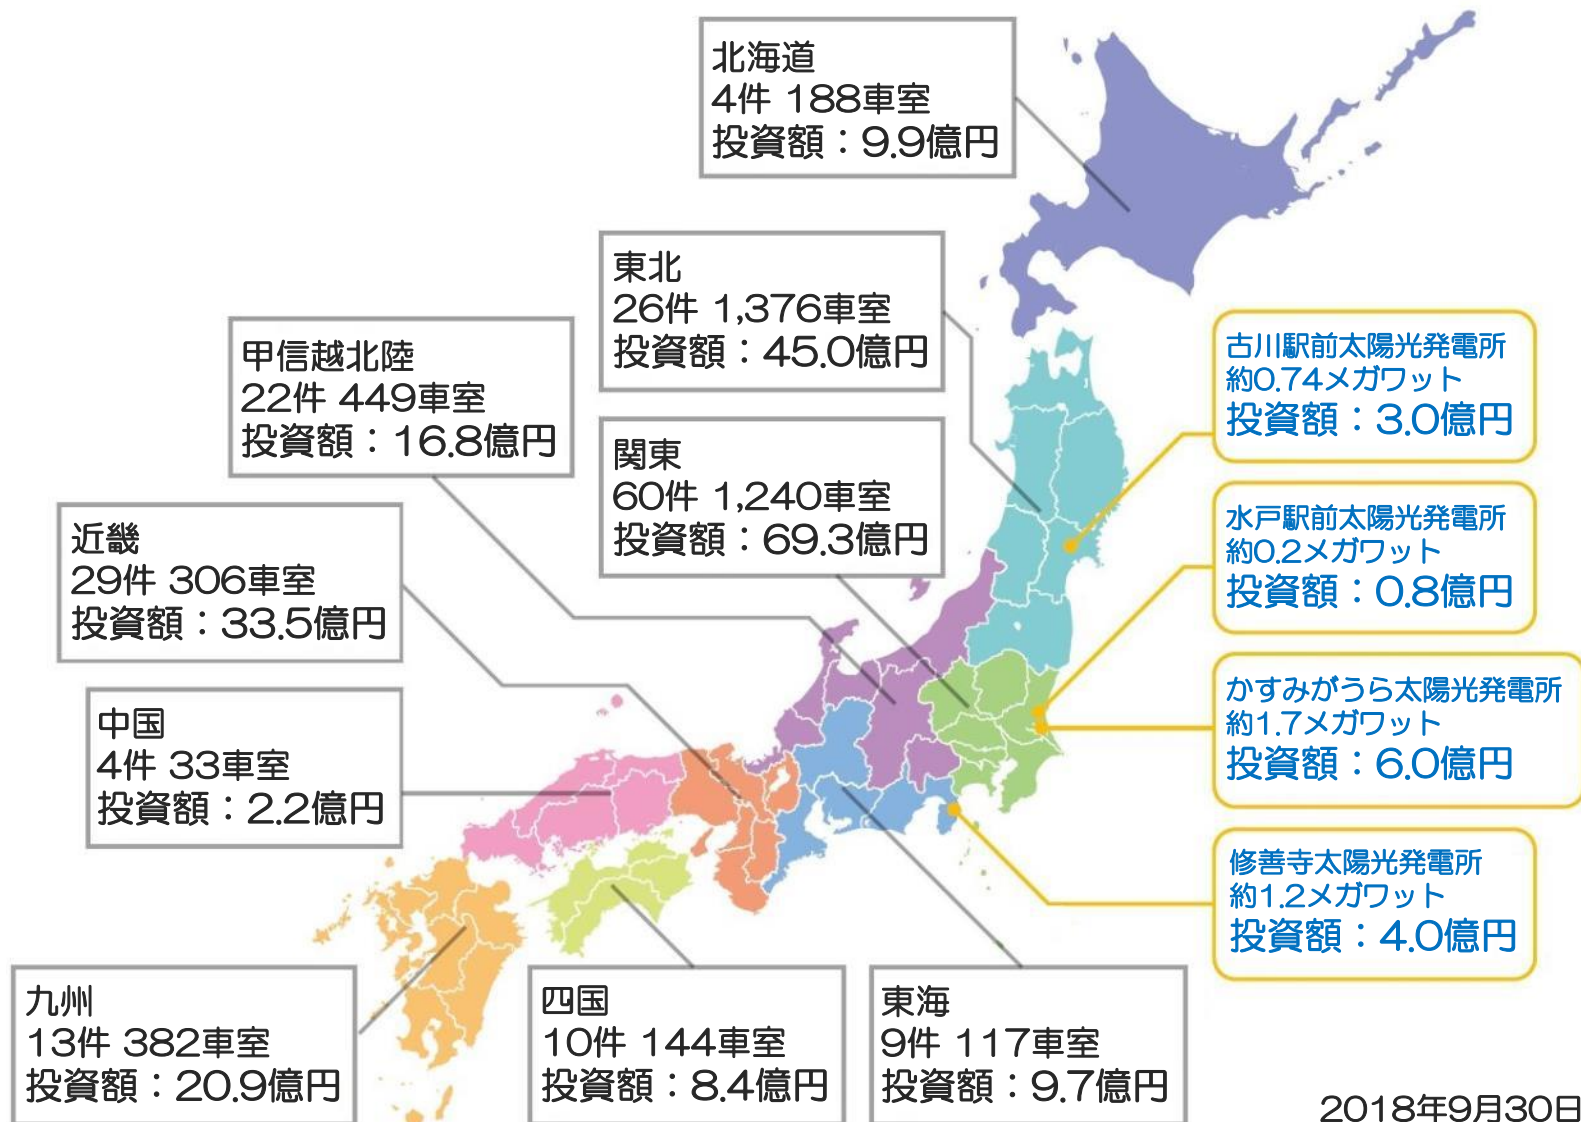 北海道
4件 188車室
投資額：9.9億円
東北
26件 1,376車室
投資額：45.0億円
甲信越北陸
22件 449車室
投資額：16.8億円
関東
60件 1,240車室
投資額：69.3億円
近畿
29件 306車室
投資額：33.5億円
中国
4件 33車室
投資額：2.2億円
九州
13件 382車室
投資額：20.9億円
四国
10件 144車室
投資額：8.4億円
東海
9件 117車室
投資額：9.7億円
古川駅前太陽光発電所
約0.74メガワット
投資額：3.0億円
水戸駅前太陽光発電所
約0.2メガワット
投資額：0.8億円
かすみがうら太陽光発電所
約1.7メガワット
投資額：6.0億円
修善寺太陽光発電所
約1.2メガワット
投資額：4.0億円
2018年9月30日